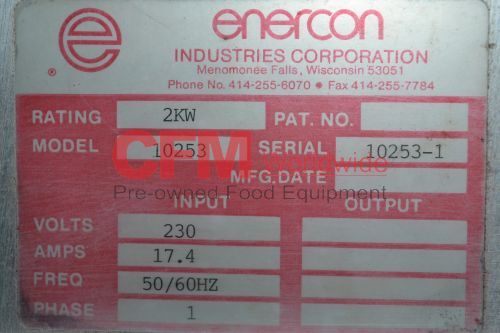 e enercon
®
INDUSTRIES CORPORATION
Menomonee Falls, Wisconsin 53051
Phone No. 414-255-6070 • Fax 414-255-7784
RATING 2KW PAT. NO.
MODEL 10253 SERIAL 10253-1
CFM Worldwide
MFG.DATE
Pre-owned Food Equipment
INPUT OUTPUT
VOLTS 230
AMPS 17.4
FREQ 50/60HZ
PHASE 1